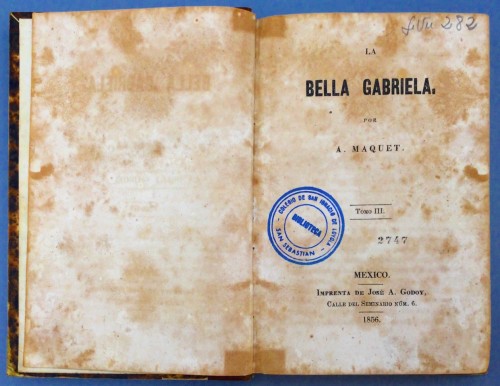 282
LA
BELLA GABRIELA.
POR
A. MAQUET.
TOMO III.
COLEGIO DE SAN IGNACIO DE LOYOLA
BIBLIOTECA
SAN SEBASTIAN
2747
MEXICO.
IMPRENTA DE JOSÉ A. GODOY,
CALLE DEL SEMINARIO NÚM. 6.
1856.